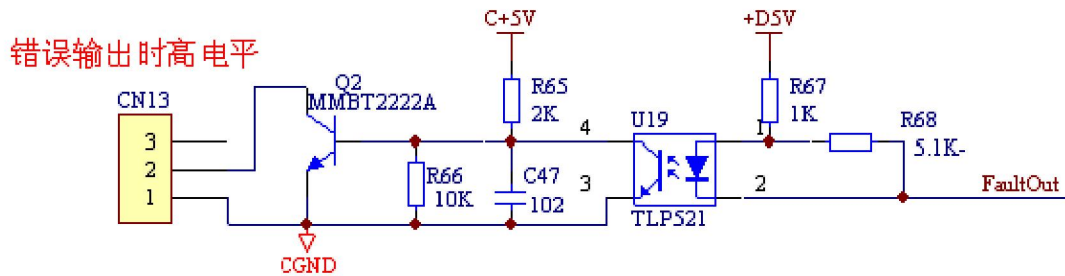 C+5V
+D5V
错误输出时高电平
Q2
MMBT2222A
CN13
R65
2K
U19
R67
1K
R68
5.1K-
3
2
1
4
3
1
2
R66
10K
C47
102
TLP521
FaultOut
CGND